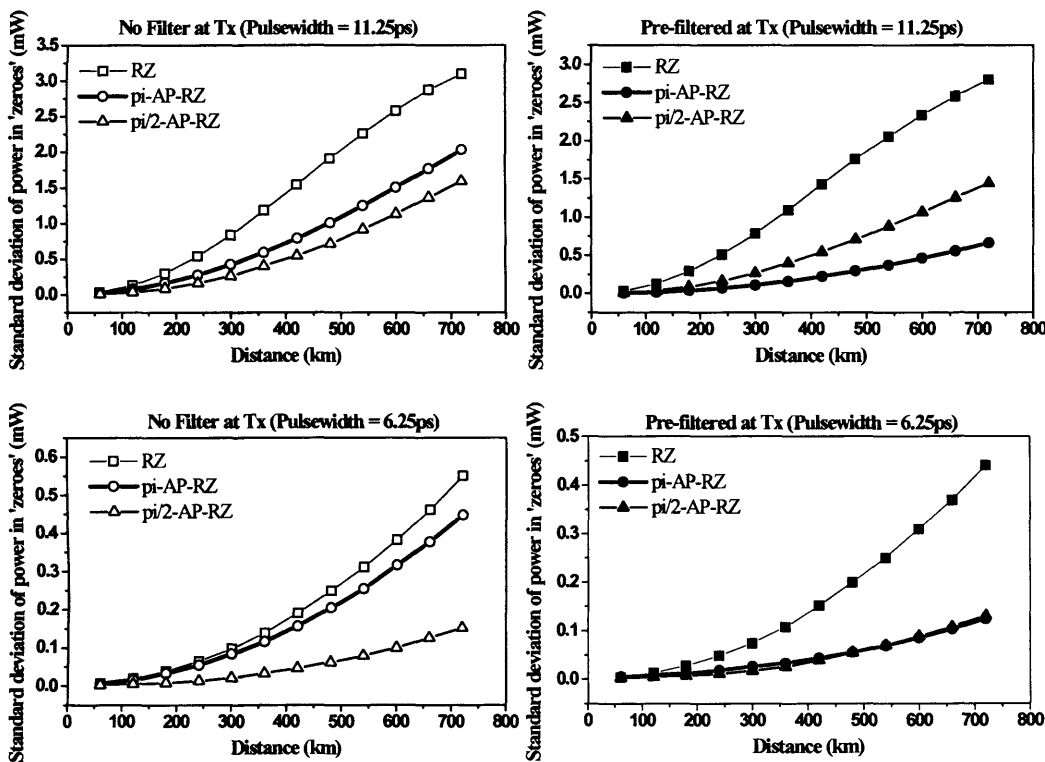 No Filter at Tx (Pulsewidth = 11.25ps)
Standard deviation of power in 'zeroes' (mW)
3.5
3.0
2.5
2.0
1.5
1.0
0.5
0.0
RZ
pi-AP-RZ
pi/2-AP-RZ
0 100 200 300 400 500 600 700 800
Distance (km)
Pre-filtered at Tx (Pulsewidth = 11.25ps)
Standard deviation of power in 'zeroes' (mW)
3.0
2.5
2.0
1.5
1.0
0.5
0.0
RZ
pi-AP-RZ
pi/2-AP-RZ
0 100 200 300 400 500 600 700 800
Distance (km)
No Filter at Tx (Pulsewidth = 6.25ps)
Standard deviation of power in 'zeroes' (mW)
0.6
0.5
0.4
0.3
0.2
0.1
0.0
RZ
pi-AP-RZ
pi/2-AP-RZ
0 100 200 300 400 500 600 700 800
Distance (km)
Pre-filtered at Tx (Pulsewidth = 6.25ps)
Standard deviation of power in 'zeroes' (mW)
0.5
0.4
0.3
0.2
0.1
0.0
RZ
pi-AP-RZ
pi/2-AP-RZ
0 100 200 300 400 500 600 700 800
Distance (km)